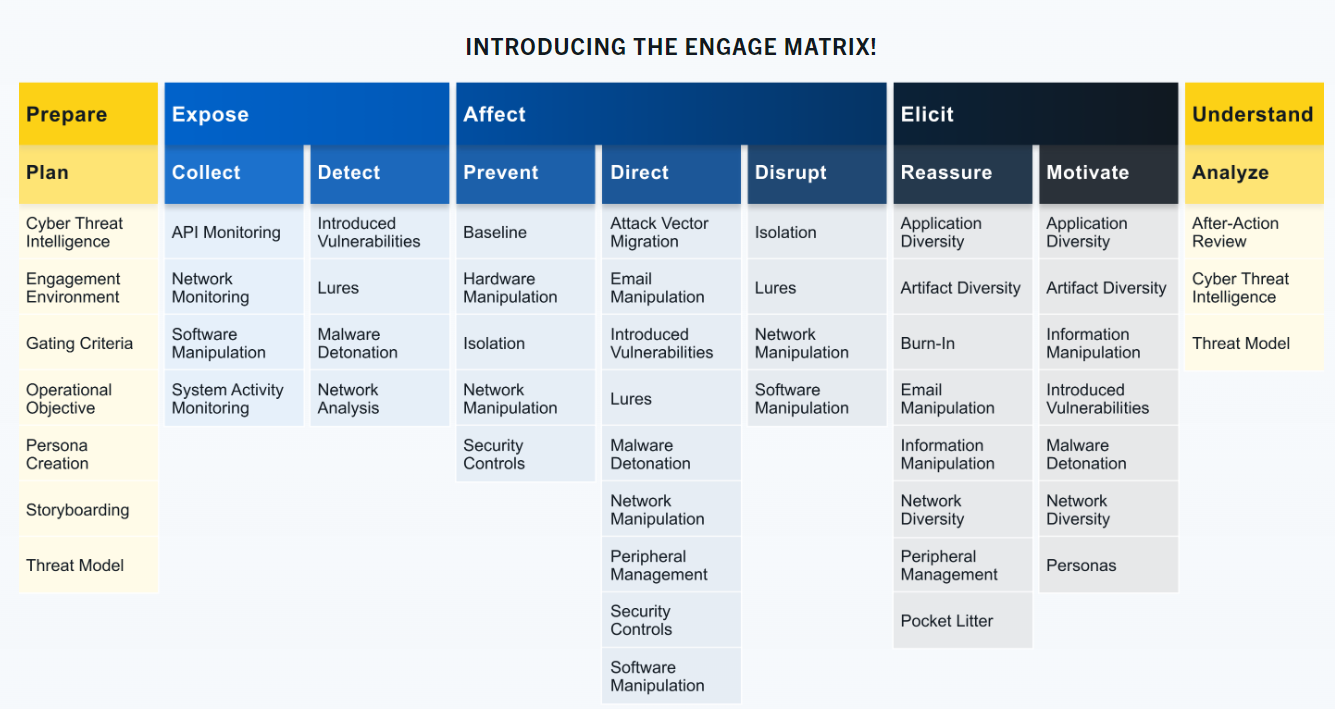 INTRODUCING THE ENGAGE MATRIX!
Prepare
Expose
Affect
Elicit
Understand
Plan
Collect
Detect
Prevent
Direct
Disrupt
Reassure
Motivate
Analyze
Cyber Threat
Intelligence
Engagement
Environment
Gating Criteria
Operational
Objective
Persona
Creation
Storyboarding
Threat Model
API Monitoring
Network
Monitoring
Software
Manipulation
System Activity
Monitoring
Introduced
Vulnerabilities
Lures
Malware
Detonation
Network
Analysis
Baseline
Hardware
Manipulation
Isolation
Network
Manipulation
Security
Controls
Attack Vector
Migration
Email
Manipulation
Introduced
Vulnerabilities
Lures
Malware
Detonation
Network
Manipulation
Peripheral
Management
Security
Controls
Software
Manipulation
Isolation
Lures
Network
Manipulation
Software
Manipulation
Application
Diversity
Artifact Diversity
Burn-In
Email
Manipulation
Information
Manipulation
Network
Diversity
Peripheral
Management
Pocket Litter
Application
Diversity
Artifact Diversity
Information
Manipulation
Introduced
Vulnerabilities
Malware
Detonation
Network
Diversity
Personas
After-Action
Review
Cyber Threat
Intelligence
Threat Model